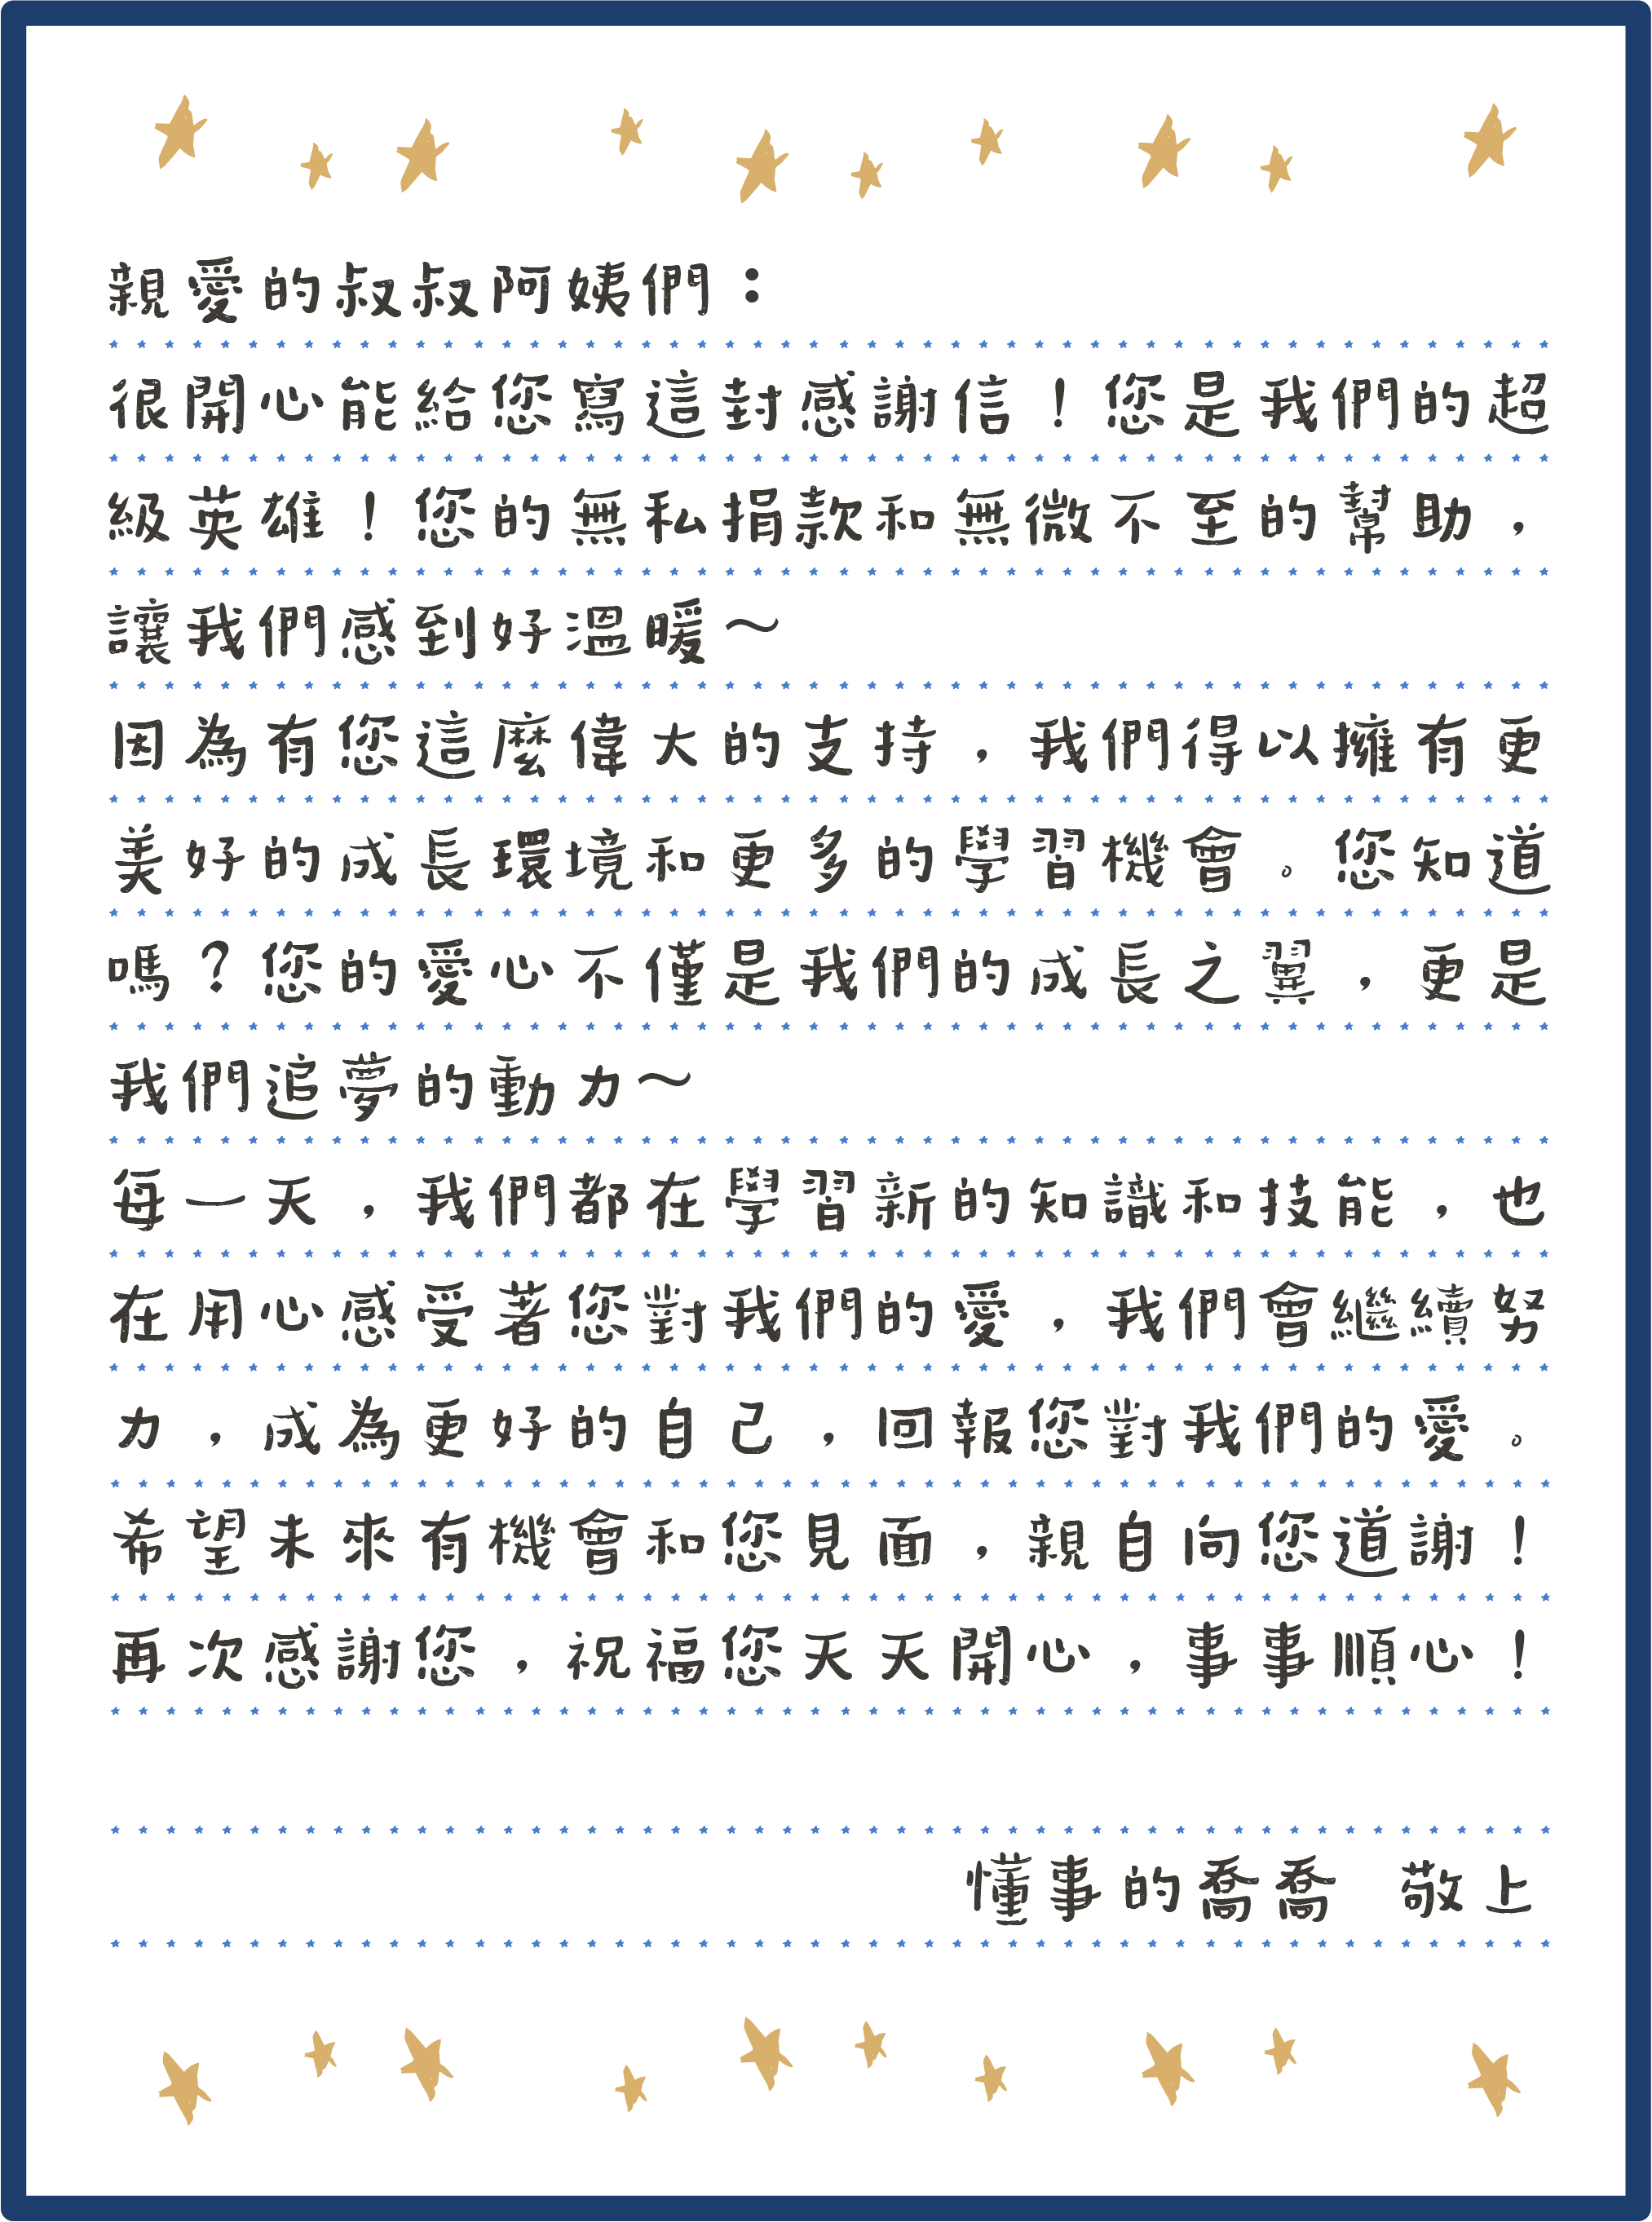 親愛的叔叔阿姨們：
很開心能給您寫這封感謝信！您是我們的超
級英雄！您的無私捐款和無微不至的幫助，
讓我們感到好溫暖～
因為有您這麼偉大的支持，我們得以擁有更
美好的成長環境和更多的學習機會。您知道
嗎？您的愛心不僅是我們的成長之翼，更是
我們追夢的動力～
每一天，我們都在學習新的知識和技能，也
在用心感受著您對我們的愛，我們會繼續努
力，成為更好的自己，回報您對我們的愛。
希望未來有機會和您見面，親自向您道謝！
再次感謝您，祝福您天天開心，事事順心！
懂事的喬喬 敬上